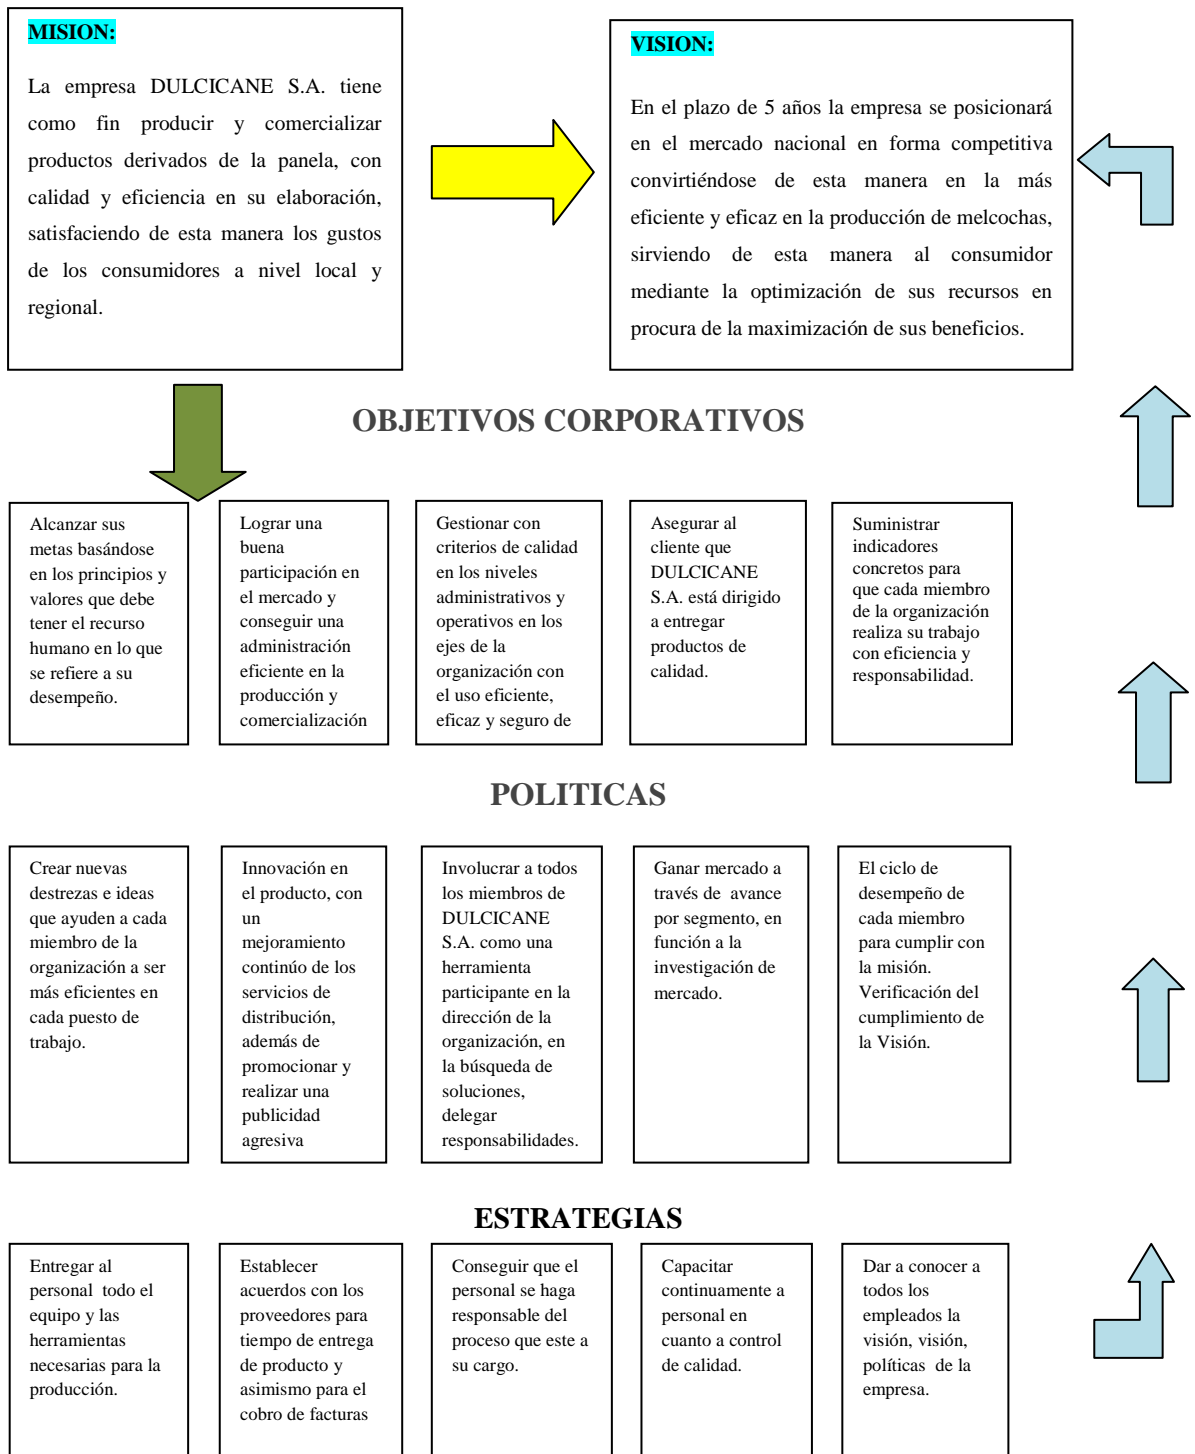 MISION:
La empresa DULCICANE S.A. tiene
como fin producir y comercializar
productos derivados de la panela, con
calidad y eficiencia en su elaboración,
satisfaciendo de esta manera los gustos
de los consumidores a nivel local y
regional.
VISION:
En el plazo de 5 años la empresa se posicionará
en el mercado nacional en forma competitiva
convirtiéndose de esta manera en la más
eficiente y eficaz en la producción de melcochas,
sirviendo de esta manera al consumidor
mediante la optimización de sus recursos en
procura de la maximización de sus beneficios.
OBJETIVOS CORPORATIVOS
Alcanzar sus
metas basándose
en los principios y
valores que debe
tener el recurso
humano en lo que
se refiere a su
desempeño.
Lograr una
buena
participación en
el mercado y
conseguir una
administración
eficiente en la
producción y
comercialización
Gestionar con
criterios de calidad
en los niveles
administrativos y
operativos en los
ejes de la
organización con
el uso eficiente,
eficaz y seguro de
Asegurar al
cliente que
DULCICANE
S.A. está dirigido
a entregar
productos de
calidad.
Suministrar
indicadores
concretos para
que cada miembro
de la organización
realiza su trabajo
con eficiencia y
responsabilidad.
POLITICAS
Crear nuevas
destrezas e ideas
que ayuden a cada
miembro de la
organización a ser
más eficientes en
cada puesto de
trabajo.
Innovación en
el producto, con
un
mejoramiento
continúo de los
servicios de
distribución,
además de
promocionar y
realizar una
publicidad
agresiva
Involucrar a todos
los miembros de
DULCICANE
S.A. como una
herramienta
participante en la
dirección de la
organización, en
la búsqueda de
soluciones,
delegar
responsabilidades.
Ganar mercado a
través de avance
por segmento, en
función a la
investigación de
mercado.
El ciclo de
desempeño de
cada miembro
para cumplir con
la misión.
Verificación del
cumplimiento de
la Visión.
ESTRATEGIAS
Entregar al
personal todo el
equipo y las
herramientas
necesarias para la
producción.
Establecer
acuerdos con los
proveedores para
tiempo de entrega
de producto y
asimismo para el
cobro de facturas
Conseguir que el
personal se haga
responsable del
proceso que este a
su cargo.
Capacitar
continuamente a
personal en
cuanto a control
de calidad.
Dar a conocer a
todos los
empleados la
visión, visión,
políticas de la
empresa.